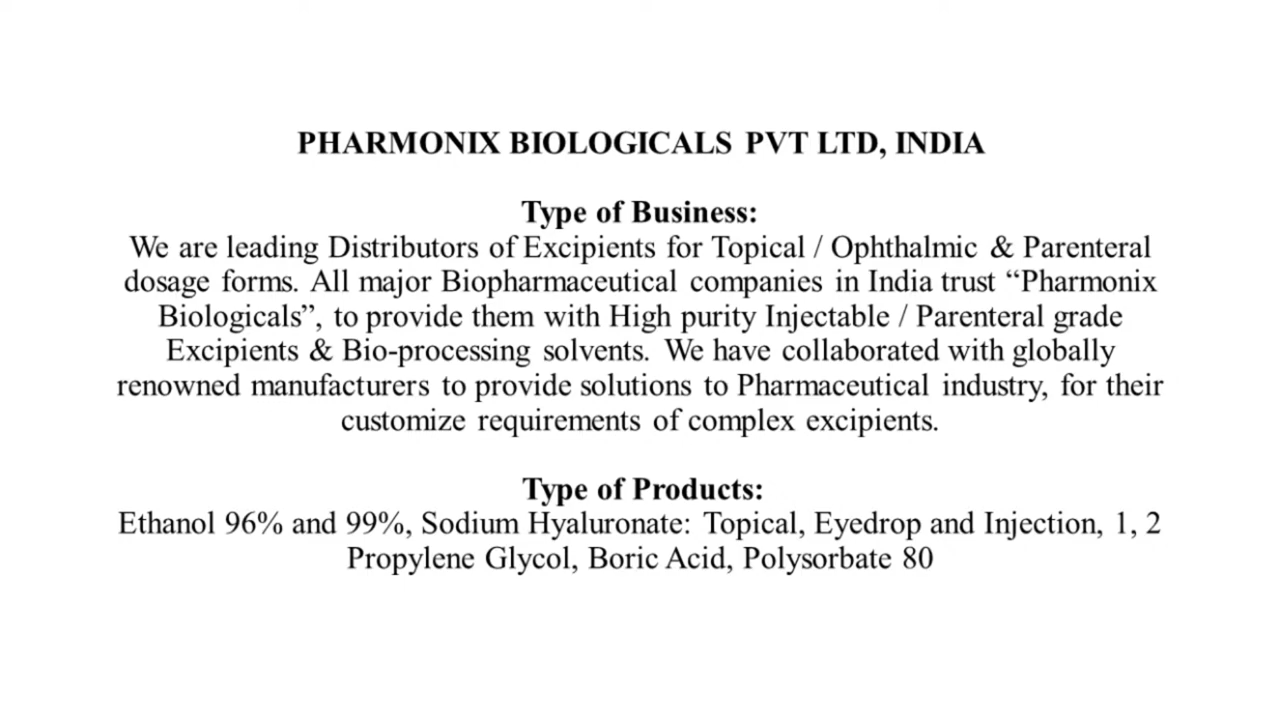 PHARMONIX BIOLOGICALS PVT LTD, INDIA
Type of Business:
We are leading Distributors of Excipients for Topical / Ophthalmic & Parenteral
dosage forms. All major Biopharmaceutical companies in India trust “Pharmonix
Biologicals”, to provide them with High purity Injectable / Parenteral grade
Excipients & Bio-processing solvents. We have collaborated with globally
renowned manufacturers to provide solutions to Pharmaceutical industry, for their
customize requirements of complex excipients.
Type of Products:
Ethanol 96% and 99%, Sodium Hyaluronate: Topical, Eyedrop and Injection, 1, 2
Propylene Glycol, Boric Acid, Polysorbate 80